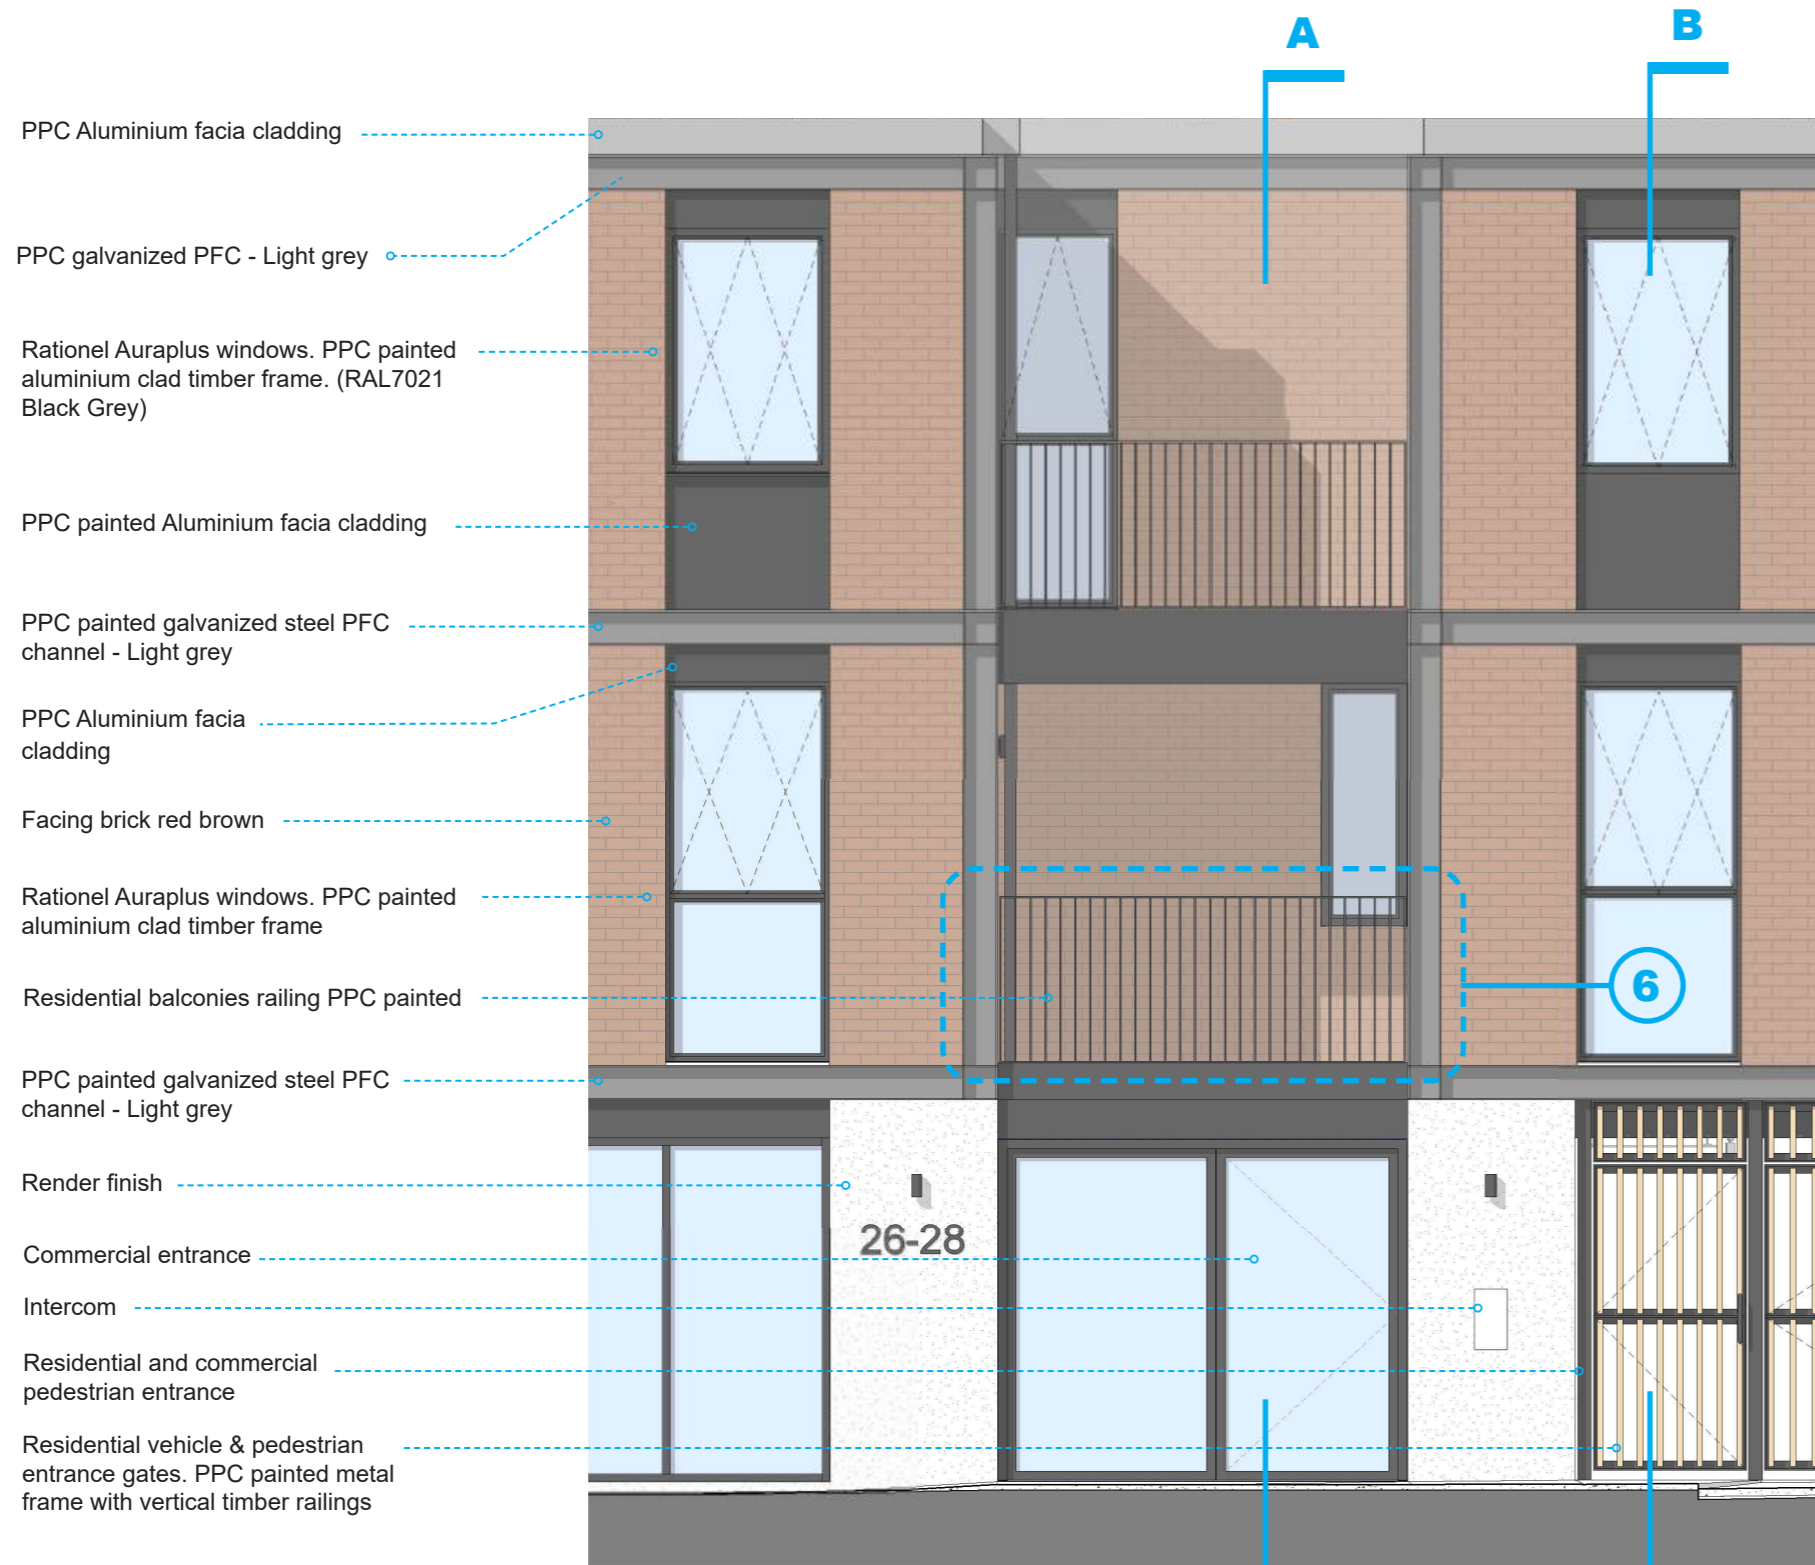 A
B
PPC Aluminium facia cladding
PPC galvanized PFC - Light grey
Rationel Auraplus windows. PPC painted
aluminium clad timber frame. (RAL7021
Black Grey)
PPC painted Aluminium facia cladding
PPC painted galvanized steel PFC
channel - Light grey
PPC Aluminium facia
cladding
Facing brick red brown
Rationel Auraplus windows. PPC painted
aluminium clad timber frame
Residential balconies railing PPC painted
6
PPC painted galvanized steel PFC
channel - Light grey
Render finish
26-28
Commercial entrance
Intercom
Residential and commercial
pedestrian entrance
Residential vehicle & pedestrian
entrance gates. PPC painted metal
frame with vertical timber railings